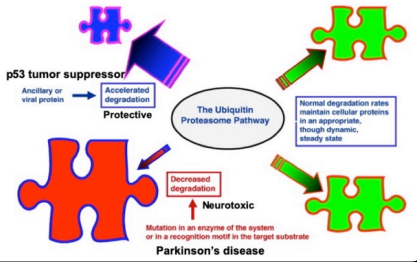 p53 tumor suppressor
Ancillary or
viral protein
Accelerated
degradation
Protective
The Ubiquitin
Proteasome Pathway
Normal degradation rates
maintain cellular proteins
in an appropriate,
though dynamic,
steady state
Decreased
degradation
Neurotoxic
Mutation in an enzyme of the system
or in a recognition motif in the target substrate
Parkinson's disease